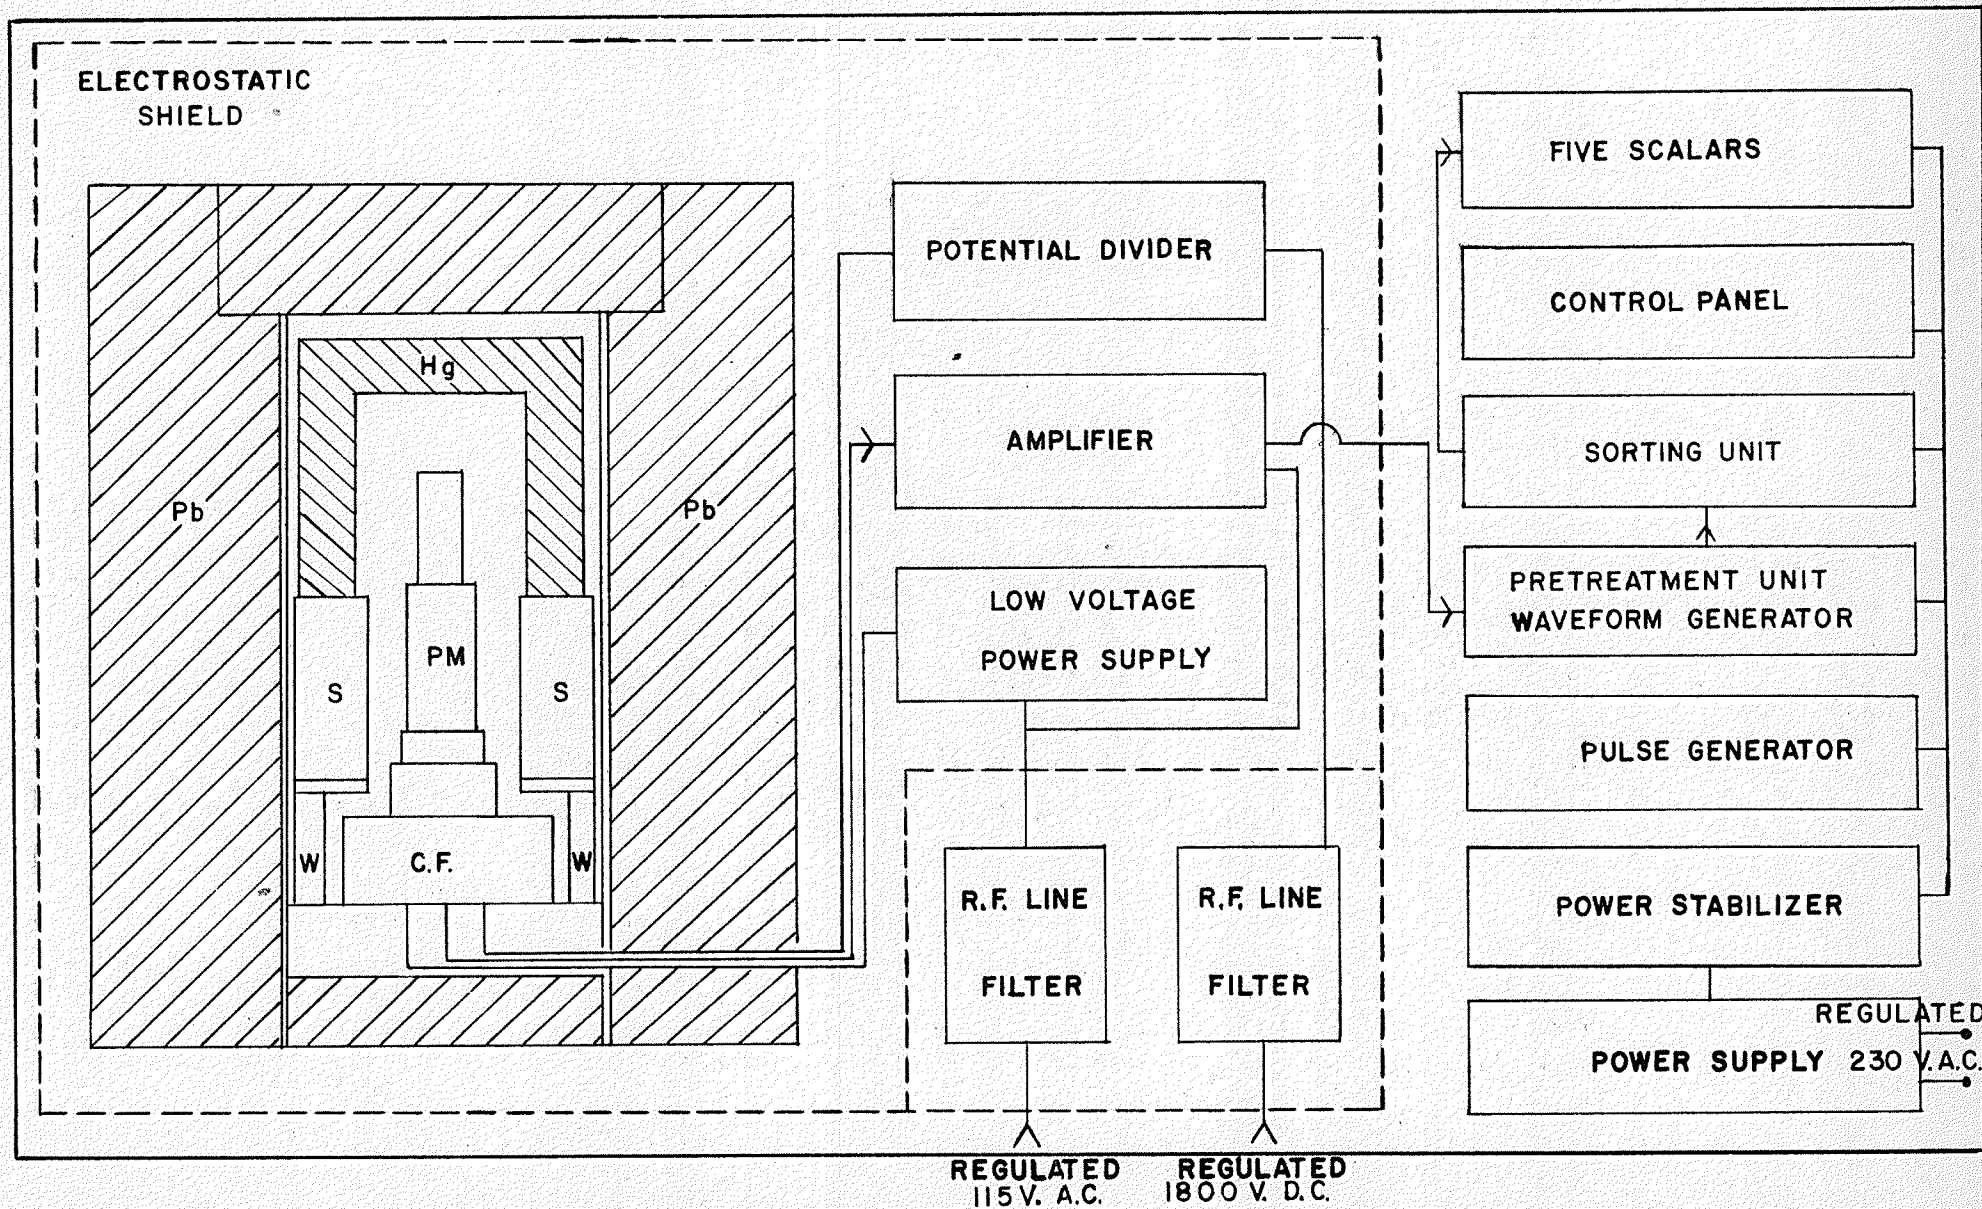 ELECTROSTATIC
SHIELD
Hg
Pb
Pb
PM
S
S
W
C.F.
W
POTENTIAL DIVIDER
AMPLIFIER
LOW VOLTAGE
POWER SUPPLY
R.F. LINE
FILTER
R.F. LINE
FILTER
REGULATED
115 V. A.C.
REGULATED
1800 V. D.C.
FIVE SCALARS
CONTROL PANEL
SORTING UNIT
PRETREATMENT UNIT
WAVEFORM GENERATOR
PULSE GENERATOR
POWER STABILIZER
REGULATED
POWER SUPPLY 230 V. A.C.